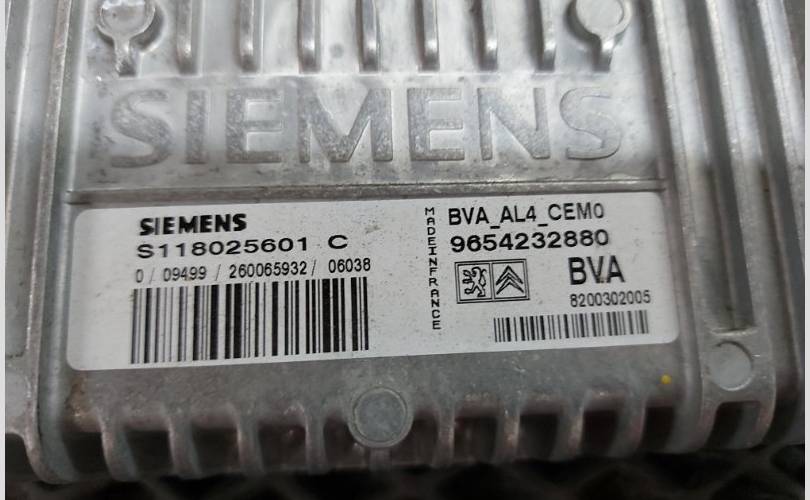 SIEMENS
SIEMENS
S118025601 C
0 / 09499 / 260065932 / 06038
MADEINFRANCE
BVA_AL4_CEM0
9654232880
BVA
8200302005